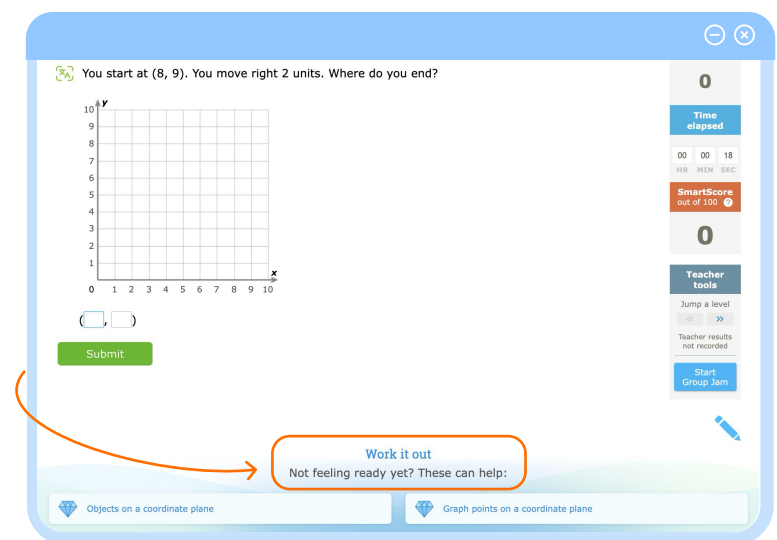 You start at (8, 9). You move right 2 units. Where do you end?
y
10
9
8
7
6
5
4
3
2
1
x
0 1 2 3 4 5 6 7 8 9 10
( , )
Submit
0
Time
elapsed
00 00 18
HR MIN SEC
SmartScore
out of 100 ?
0
Teacher
tools
Jump a level
<< >>
Teacher results
not recorded
Start
Group Jam
Work it out
Not feeling ready yet? These can help:
Objects on a coordinate plane
Graph points on a coordinate plane